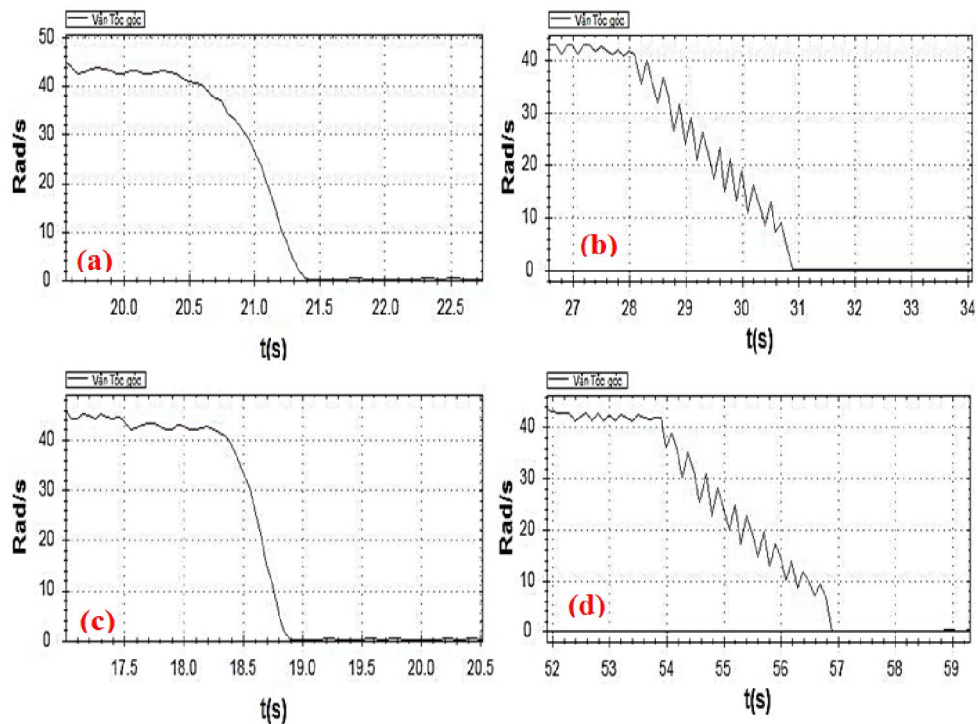 Vận Tốc góc
50
40
30
20
10
0
Rad/s
(a)
20.0 20.5 21.0 21.5 22.0 22.5
t(s)
Vận Tốc góc
40
30
20
10
0
Rad/s
(b)
27 28 29 30 31 32 33 34
t(s)
Vận Tốc góc
40
30
20
10
0
Rad/s
(c)
17.5 18.0 18.5 19.0 19.5 20.0 20.5
t(s)
Vận Tốc góc
40
30
20
10
0
Rad/s
(d)
52 53 54 55 56 57 58 59
t(s)